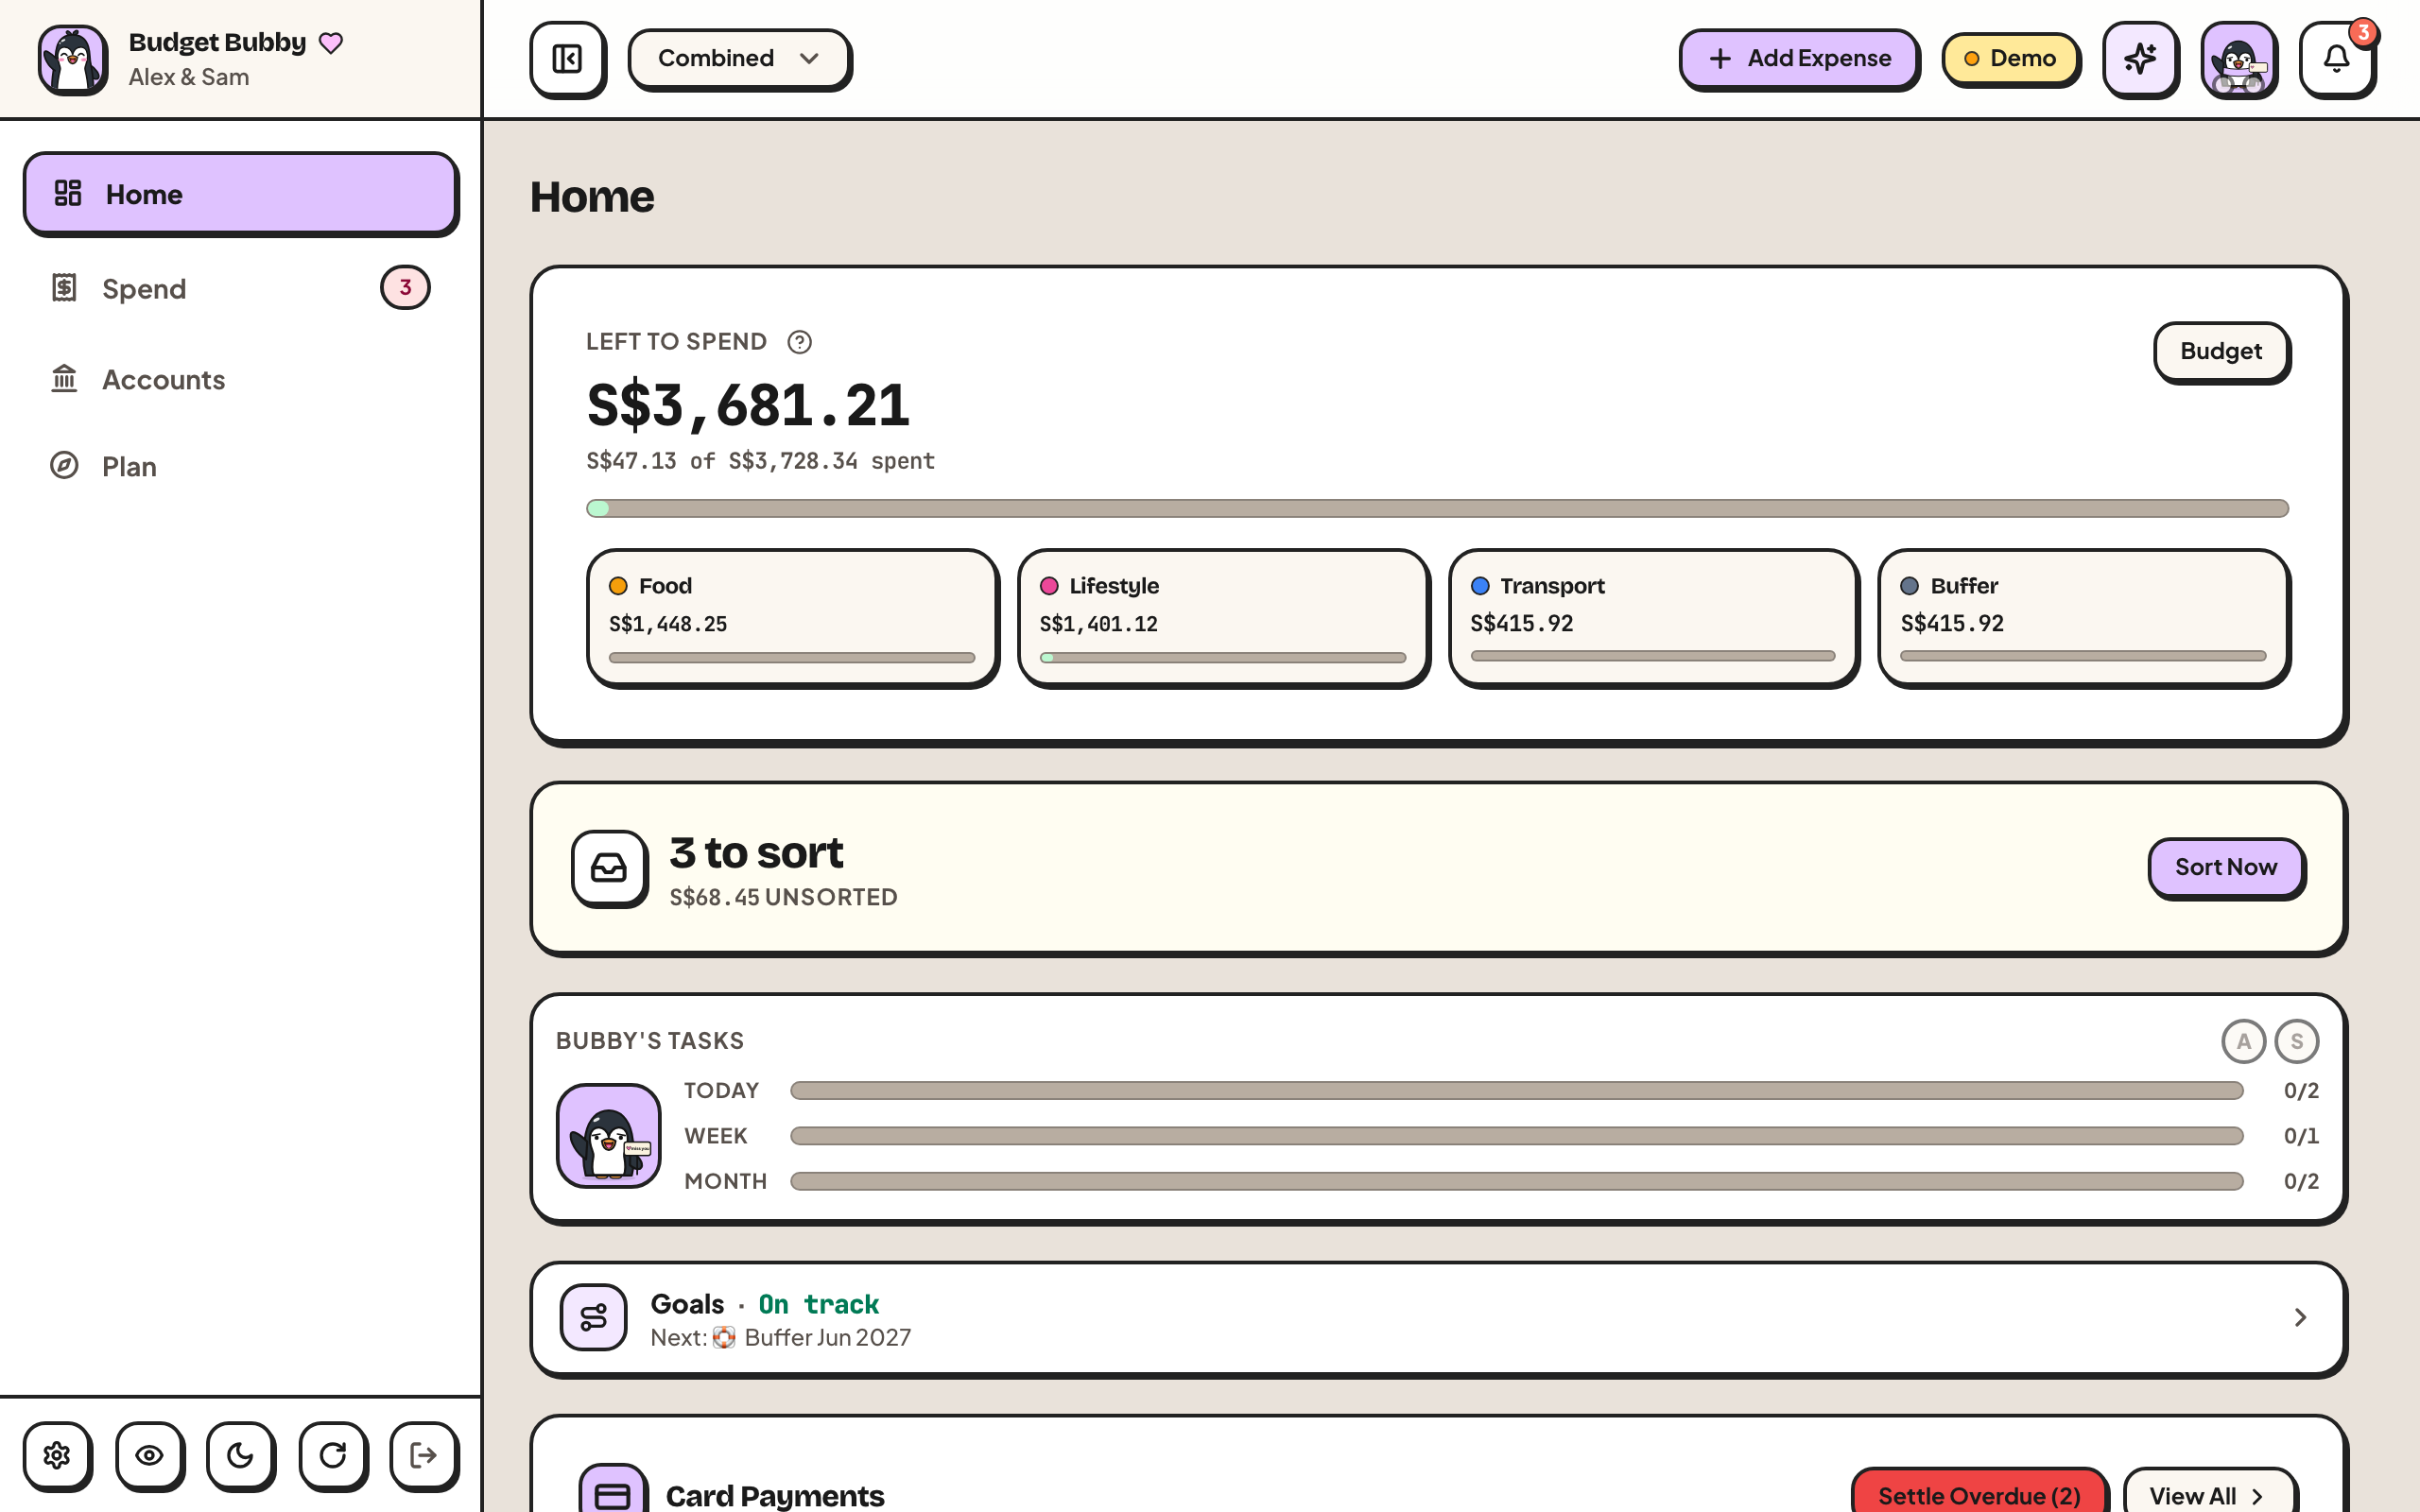 Budget Bubby
Alex & Sam
Combined
Add Expense
Demo
3
Home
Spend
3
Accounts
Plan
Home
LEFT TO SPEND
Budget
S$3,681.21
S$47.13 of S$3,728.34 spent
Food
S$1,448.25
Lifestyle
S$1,401.12
Transport
S$415.92
Buffer
S$415.92
3 to sort
S$68.45 UNSORTED
Sort Now
BUBBY'S TASKS
A
S
TODAY
0/2
WEEK
0/1
MONTH
0/2
Goals · On track
Next: 🛟 Buffer Jun 2027
Card Payments
Settle Overdue (2)
View All